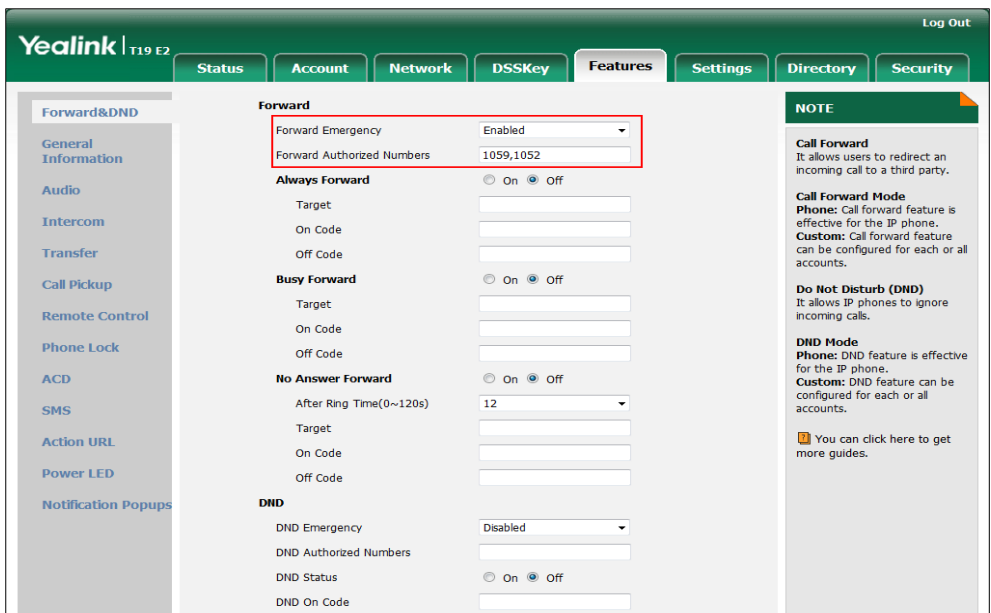 Log Out
Yealink | T19 E2
Status Account Network DSSKey Features Settings Directory Security
Forward&DND
General
Information
Audio
Intercom
Transfer
Call Pickup
Remote Control
Phone Lock
ACD
SMS
Action URL
Power LED
Notification Popups
Forward
Forward Emergency Enabled
Forward Authorized Numbers 1059,1052
Always Forward On Off
Target
On Code
Off Code
Busy Forward On Off
Target
On Code
Off Code
No Answer Forward On Off
After Ring Time(0~120s) 12
Target
On Code
Off Code
DND
DND Emergency Disabled
DND Authorized Numbers
DND Status On Off
DND On Code
NOTE
Call Forward
It allows users to redirect an
incoming call to a third party.
Call Forward Mode
Phone: Call forward feature is
effective for the IP phone.
Custom: Call forward feature
can be configured for each or all
accounts.
Do Not Disturb (DND)
It allows IP phones to ignore
incoming calls.
DND Mode
Phone: DND feature is effective
for the IP phone.
Custom: DND feature can be
configured for each or all
accounts.
You can click here to get
more guides.